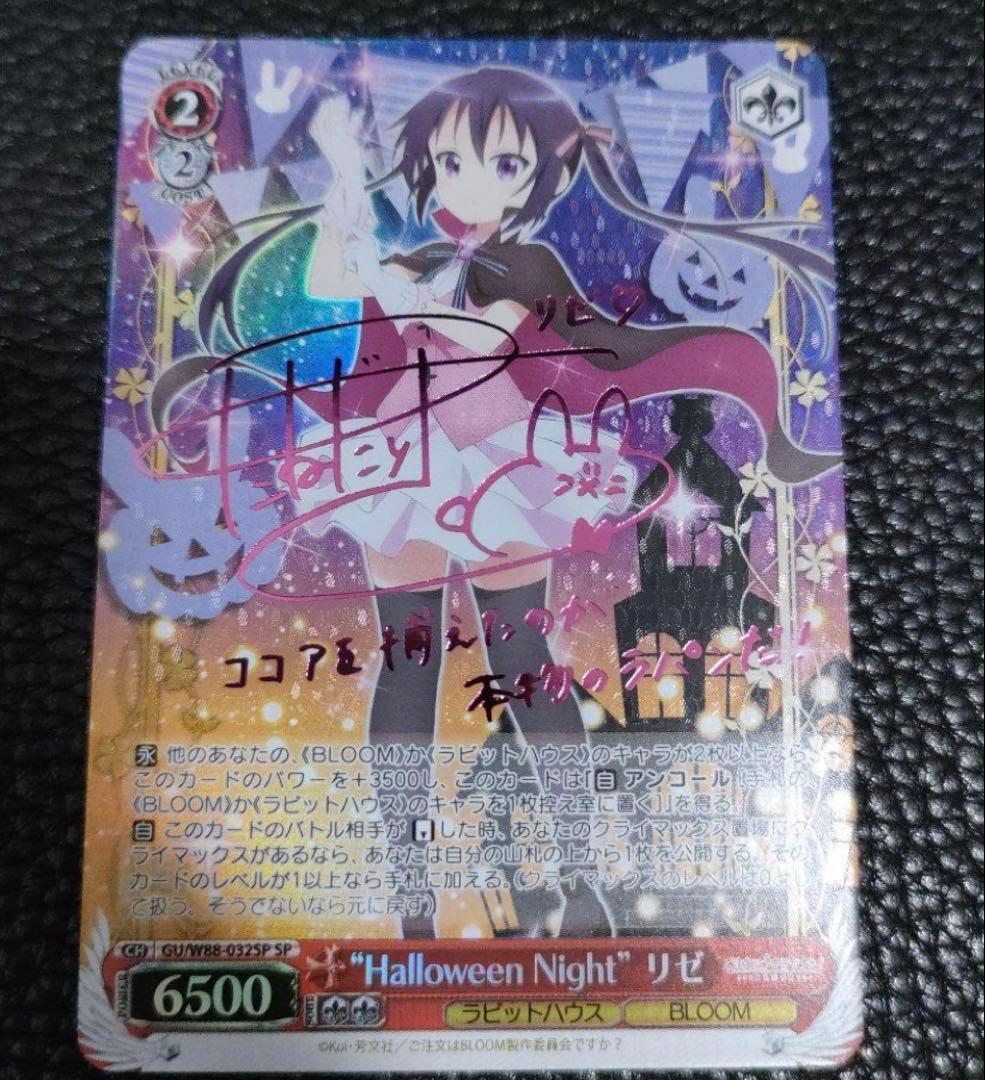 LEVEL
2
2
COST
リゼ♡
ココアを捕えたのが
本物のラパンだ!
永 他のあなたの、《BLOOM》か《ラビットハウス》のキャラが2枚以上なら、
このカードのパワーを+3500し、このカードは『自 アンコール [手札の
《BLOOM》か《ラビットハウス》のキャラを1枚控え室に置く]』を得る。
自 このカードのバトル相手が
した時、あなたのクライマックス置場にク
ライマックスがあるなら、あなたは自分の山札の上から1枚を公開する。その
カードのレベルが1以上なら手札に加える。(クライマックスのレベルは0とし
て扱う。そうでないなら元に戻す)
CH GU/W88-032SP SP
"Halloween Night" リゼ
POWER
6500
SOUL
ラビットハウス
BLOOM
©Koi・芳文社/ご注文はBLOOM製作委員会ですか?